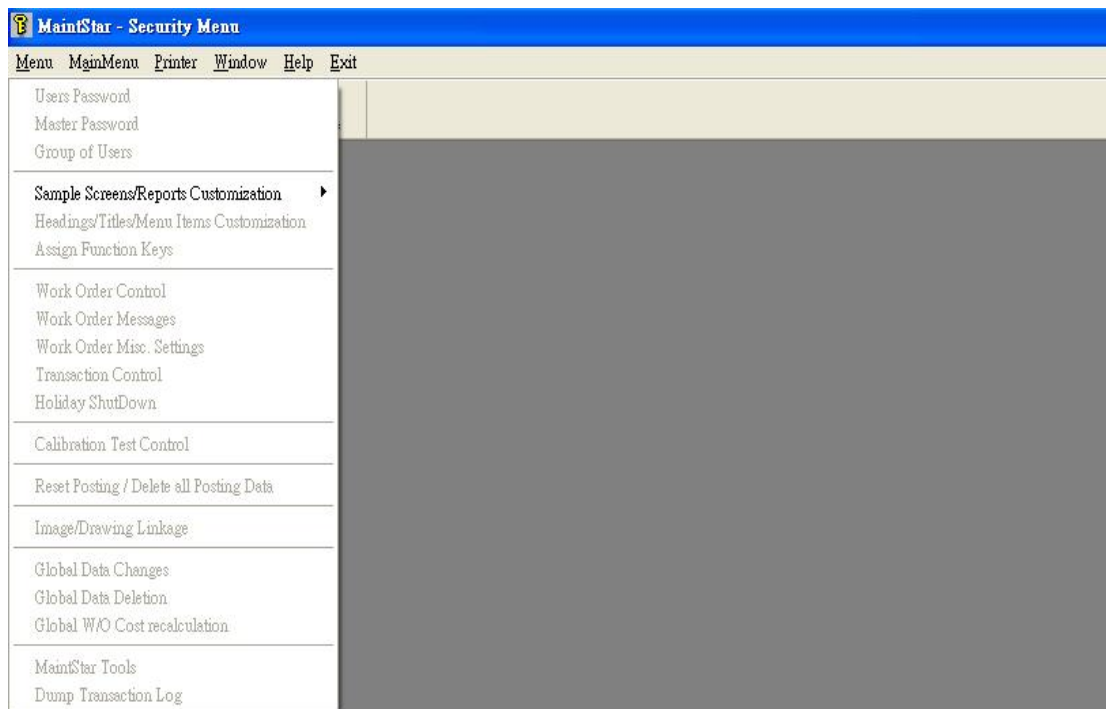 MaintStar - Security Menu
Menu MainMenu Printer Window Help Exit
Users Password
Master Password
Group of Users
Sample Screens/Reports Customization
Headings/Titles/Menu Items Customization
Assign Function Keys
Work Order Control
Work Order Messages
Work Order Misc. Settings
Transaction Control
Holiday ShutDown
Calibration Test Control
Reset Posting / Delete all Posting Data
Image/Drawing Linkage
Global Data Changes
Global Data Deletion
Global W/O Cost recalculation
MaintStar Tools
Dump Transaction Log